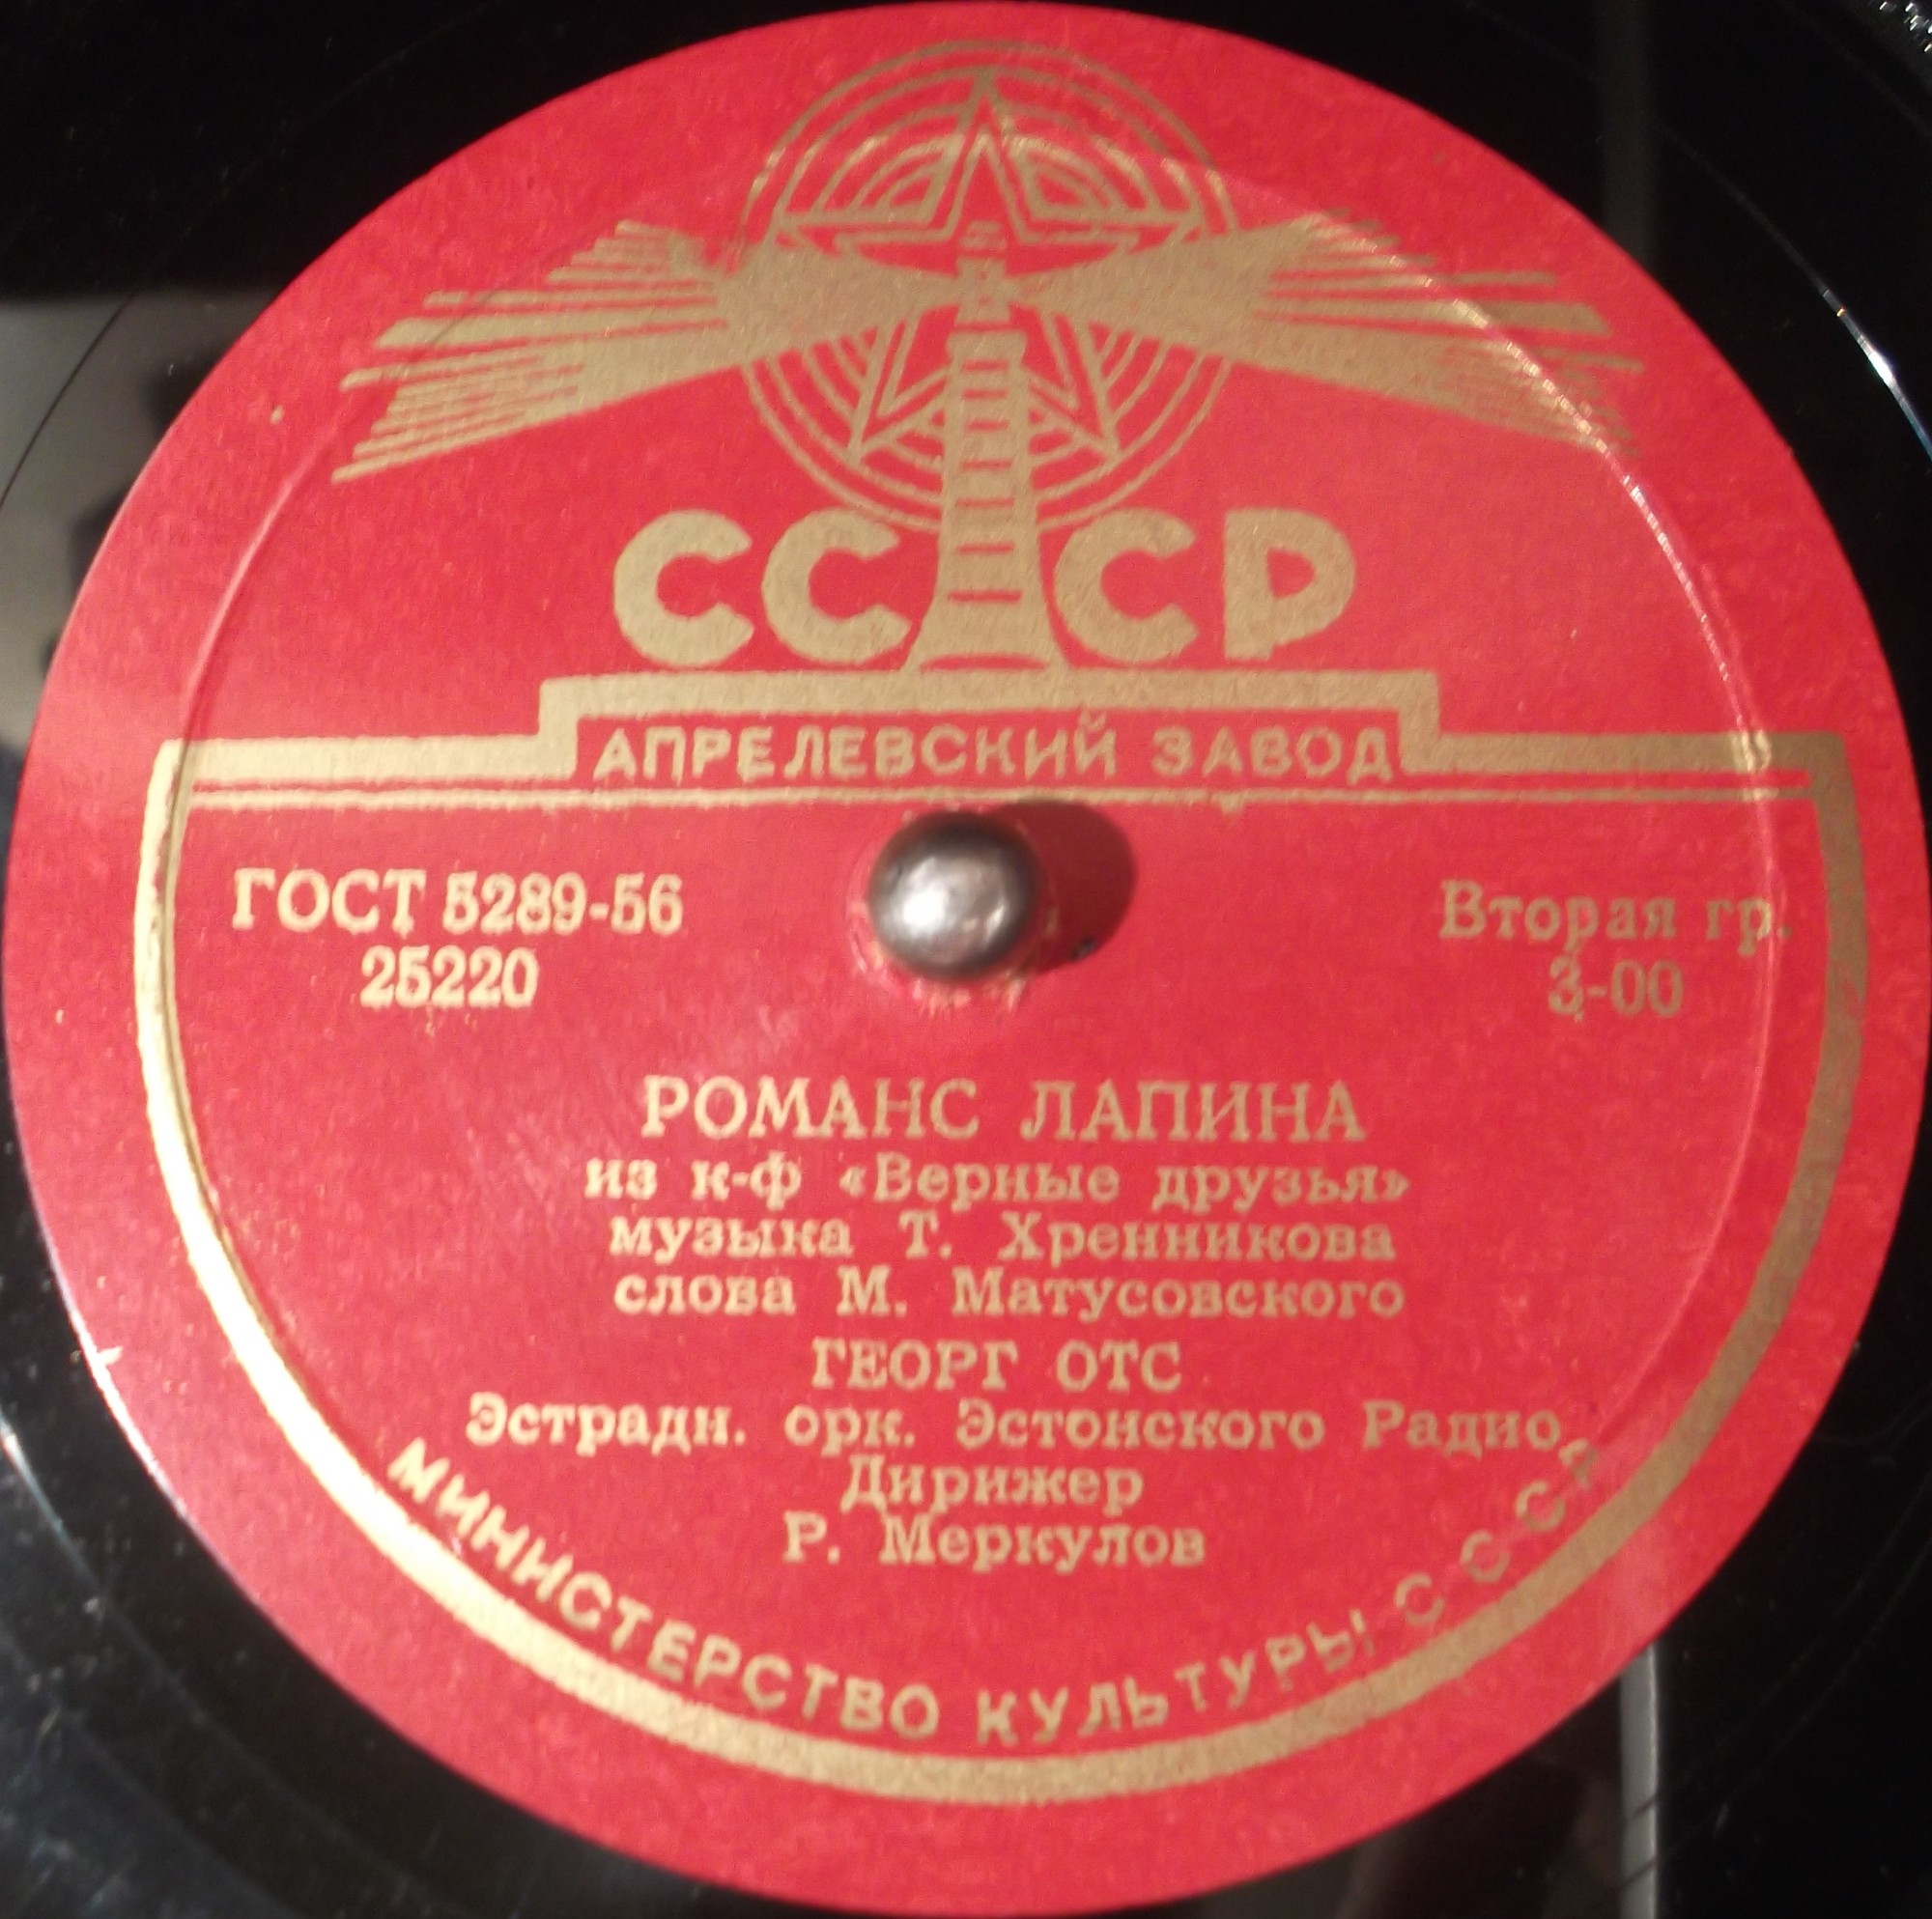 СССР
АПРЕЛЕВСКИЙ ЗАВОД
ГОСТ 5289-56
25220
Вторая гр.
3-00
РОМАНС ЛАПИНА
из к-ф «Верные друзья»
музыка Т. Хренникова
слова М. Матусовского
ГЕОРГ ОТС
Эстрадн. орк. Эстонского Радио
Дирижер
Р. Меркулов
МИНИСТЕРСТВО КУЛЬТУРЫ СССР